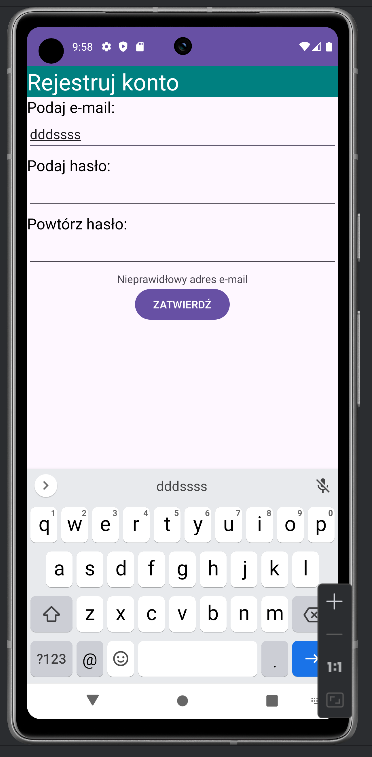 9:58
Rejestruj konto
Podaj e-mail:
dddssss
Podaj hasło:
Powtórz hasło:
Nieprawidłowy adres e-mail
ZATWIERDŹ
dddssss
1 2 3 4 5 6 7 8 9 0
q w e r t y u i o p
a s d f g h j k l
z x c v b n m
?123 @ .
1:1